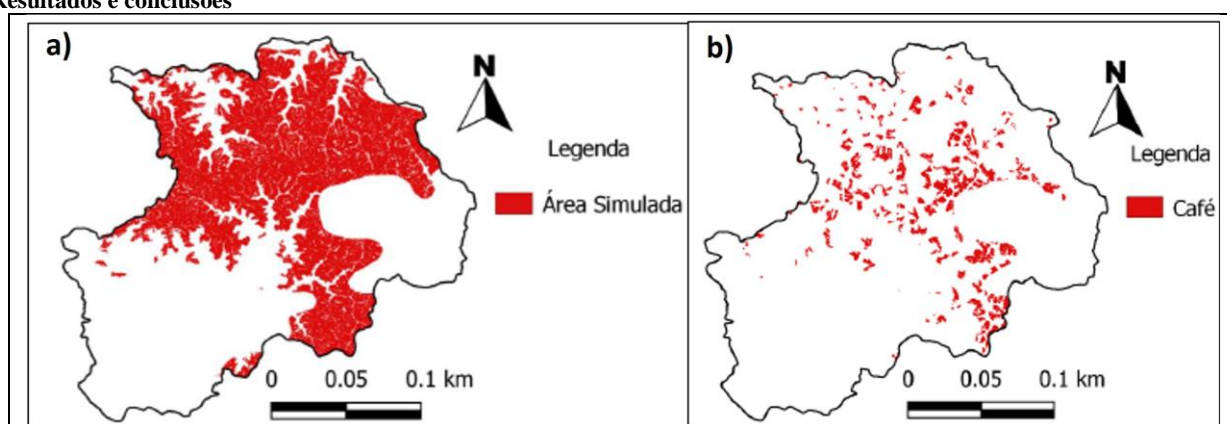 Resultados e conclusões
a)
N
Legenda
Área Simulada
0 0.05 0.1 km
b)
N
Legenda
Café
0 0.05 0.1 km